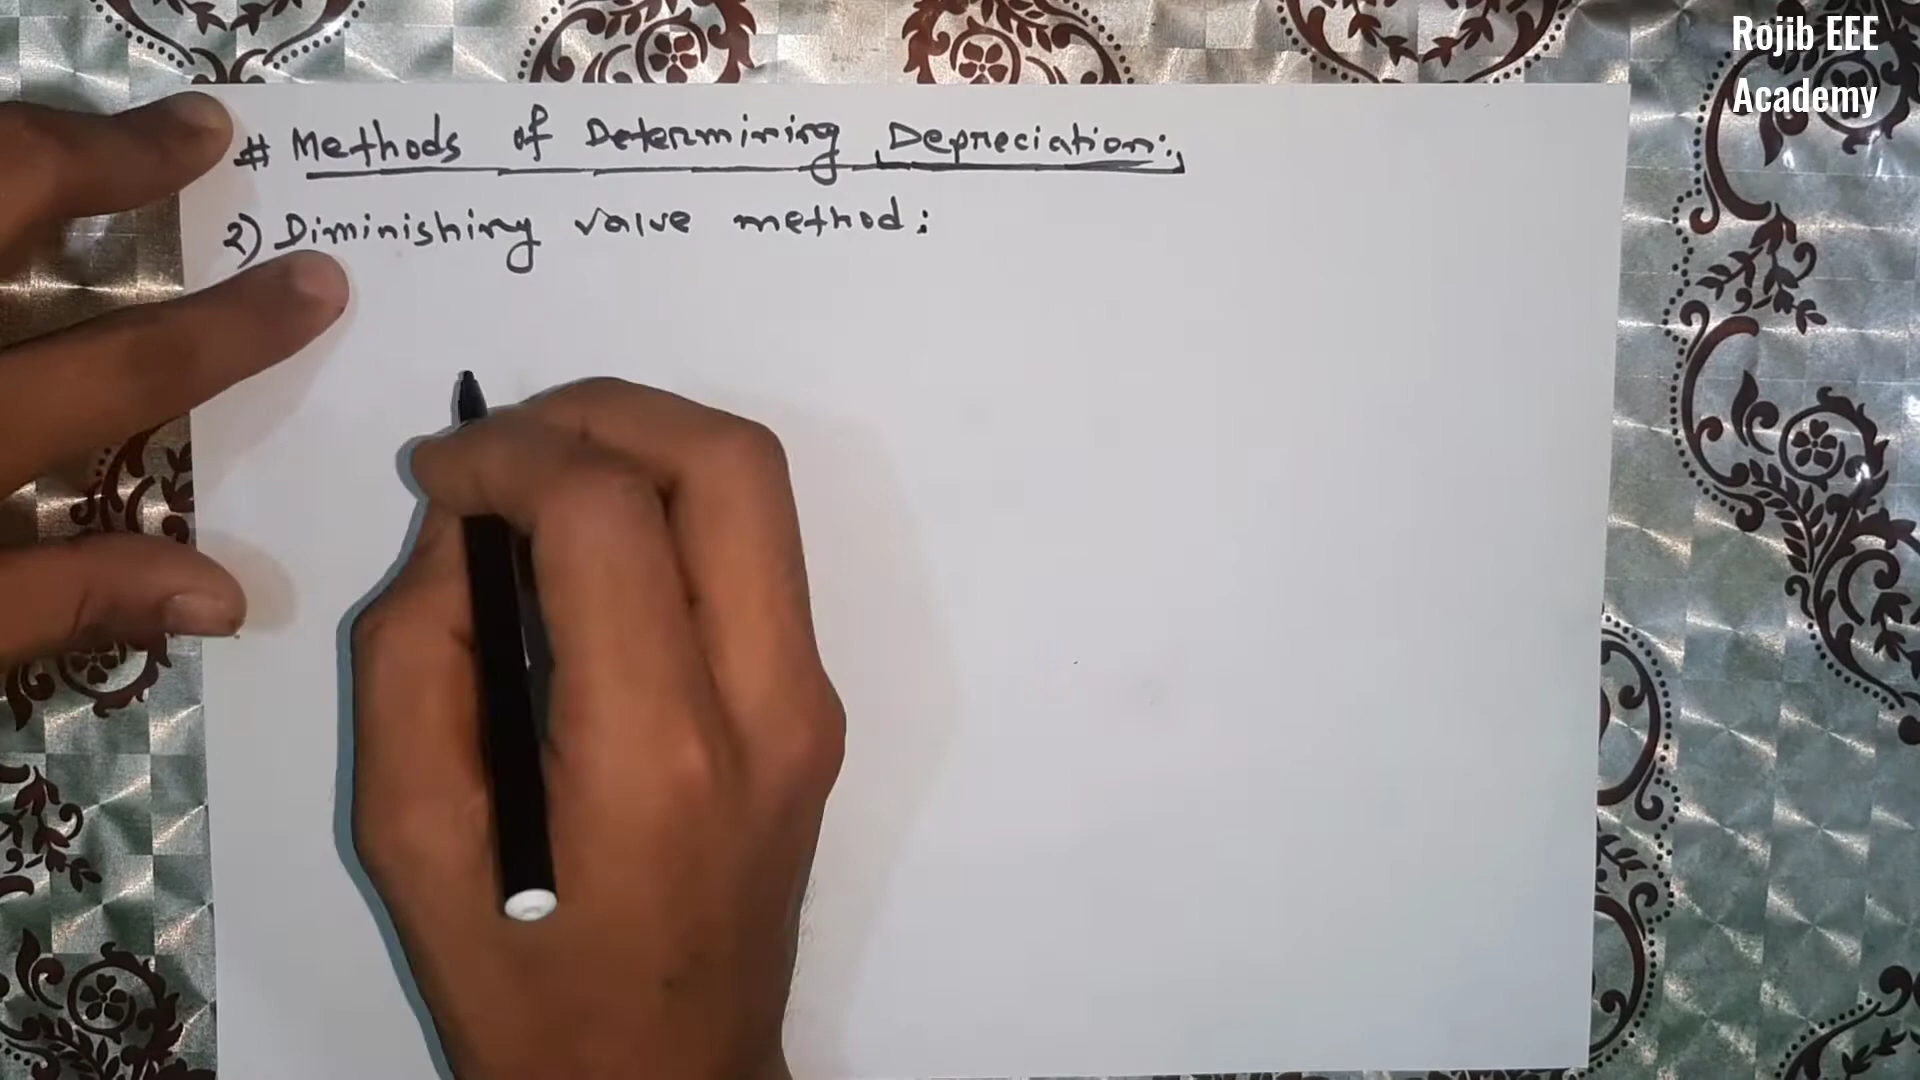 Rojib EEE
Academy
# Methods of Determining Depreciation:
2) Diminishing value method: